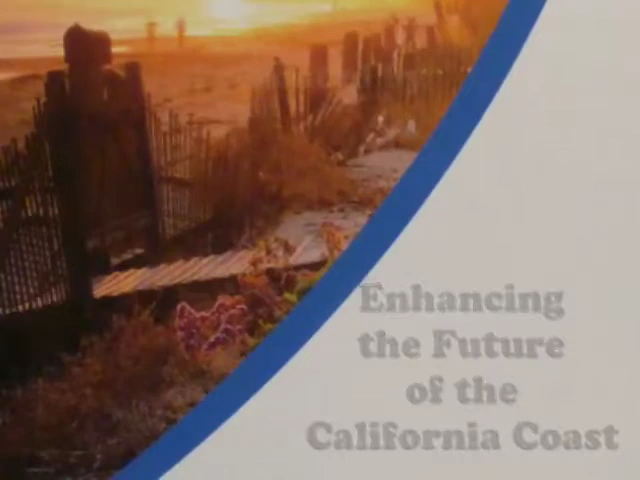 Enhancing
the Future
of the
California Coast